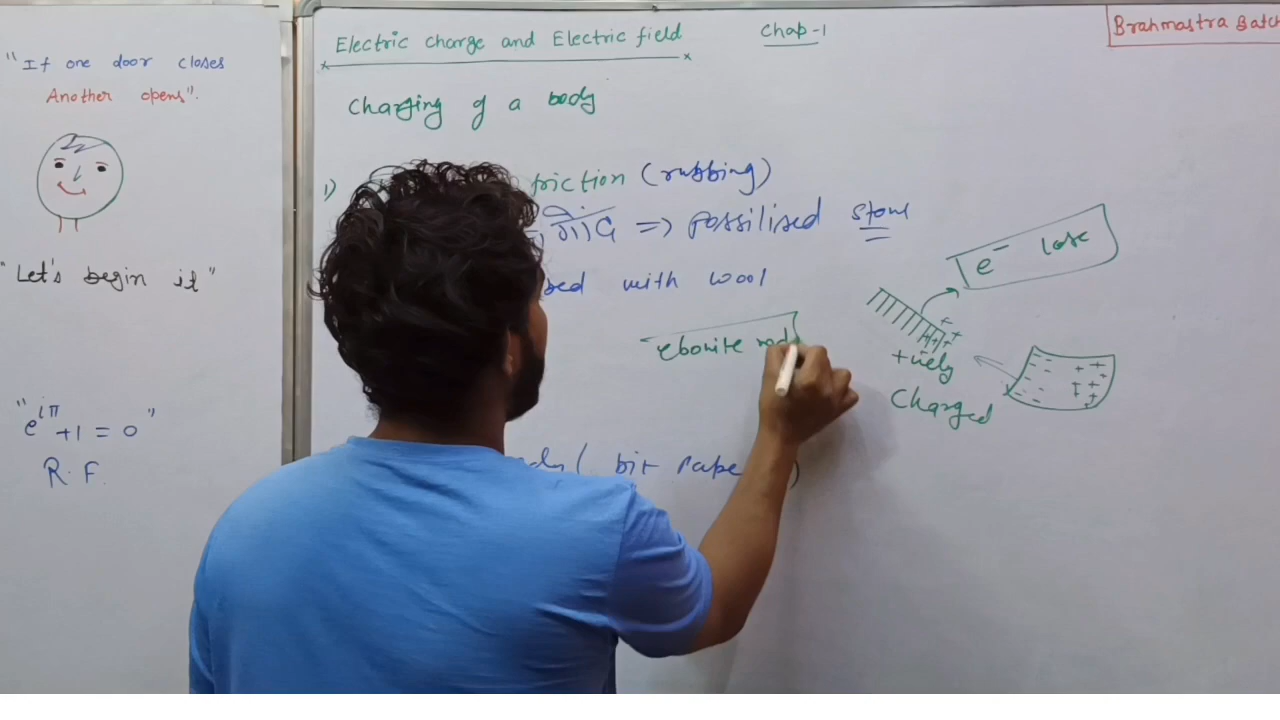 "If one door closes
Another opens".
"Let's begin it"
"e^iπ +1 = 0"
R.F.
Electric charge and Electric field
Chap-1
Brahmastra Batch
Charging of a body
1) friction (rubbing)
=> fossilised stone
with wool
e⁻ lose
ebonite rod
+vely
charged
(bit pape )